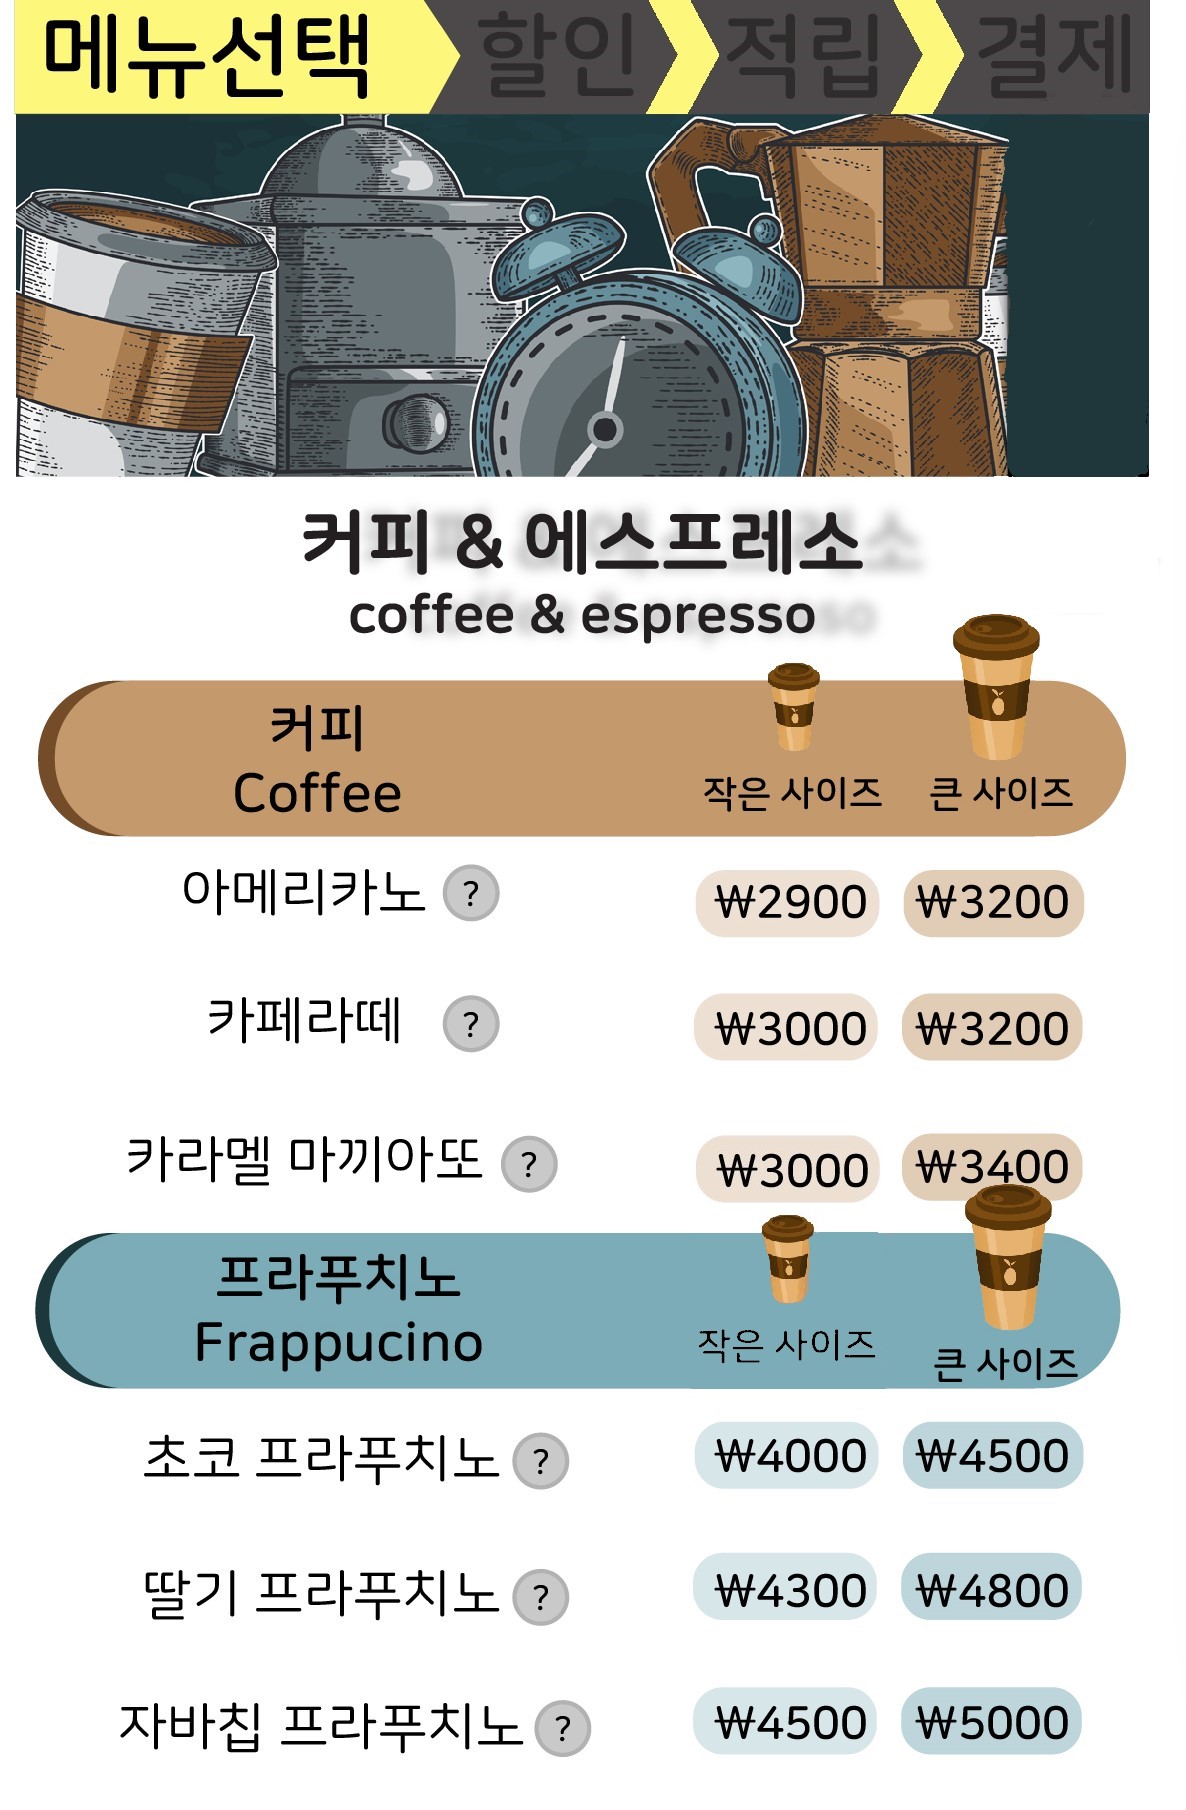 메뉴선택 할인 적립 결제
커피 & 에스프레소
coffee & espresso
커피
Coffee
작은 사이즈 큰 사이즈
아메리카노 ? ₩2900 ₩3200
카페라떼 ? ₩3000 ₩3200
카라멜 마끼아또 ? ₩3000 ₩3400
프라푸치노
Frappucino
작은 사이즈 큰 사이즈
초코 프라푸치노 ? ₩4000 ₩4500
딸기 프라푸치노 ? ₩4300 ₩4800
자바칩 프라푸치노 ? ₩4500 ₩5000